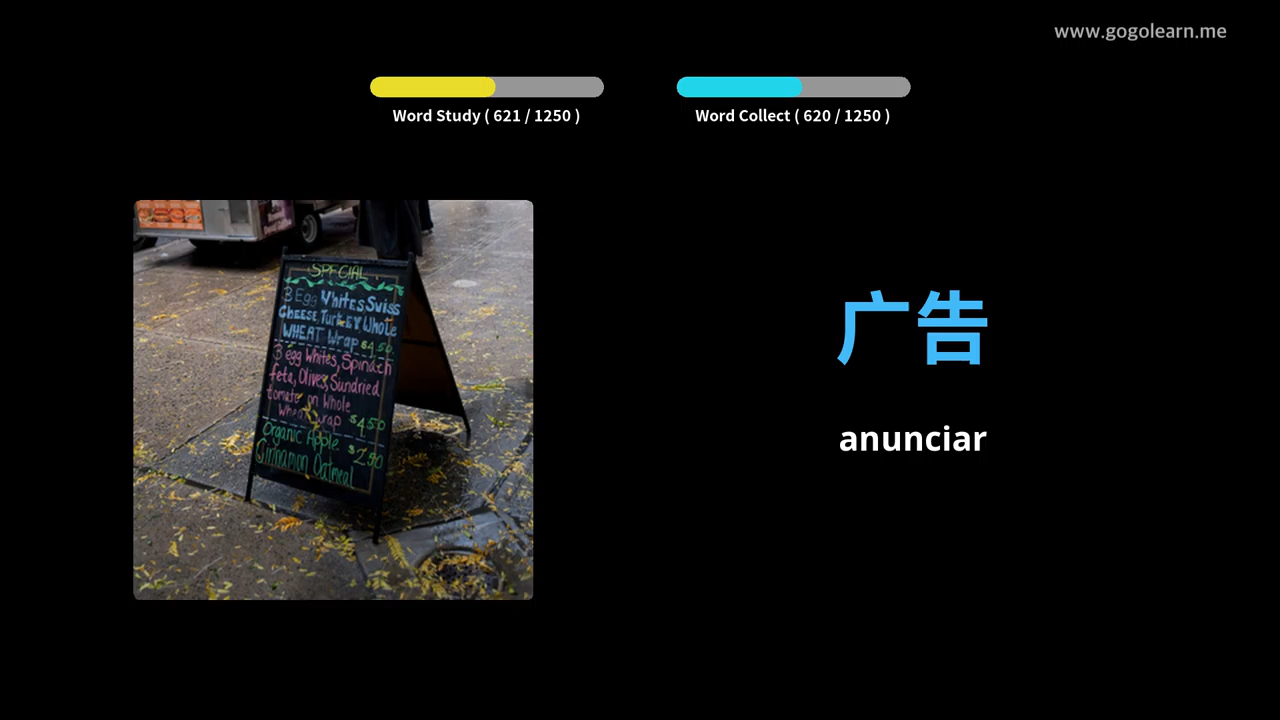 www.gogolearn.me
Word Study ( 621 / 1250 )
Word Collect ( 620 / 1250 )
SPECIAL
3 Egg Whites, Swiss
Cheese, Turkey Whole
WHEAT Wrap $4.50
3 egg Whites, Spinach
feta, Olives, Sundried
tomato on Whole
Wheat Wrap $4.50
Organic Apple
Cinnamon Oatmeal $2.50
广告
anunciar